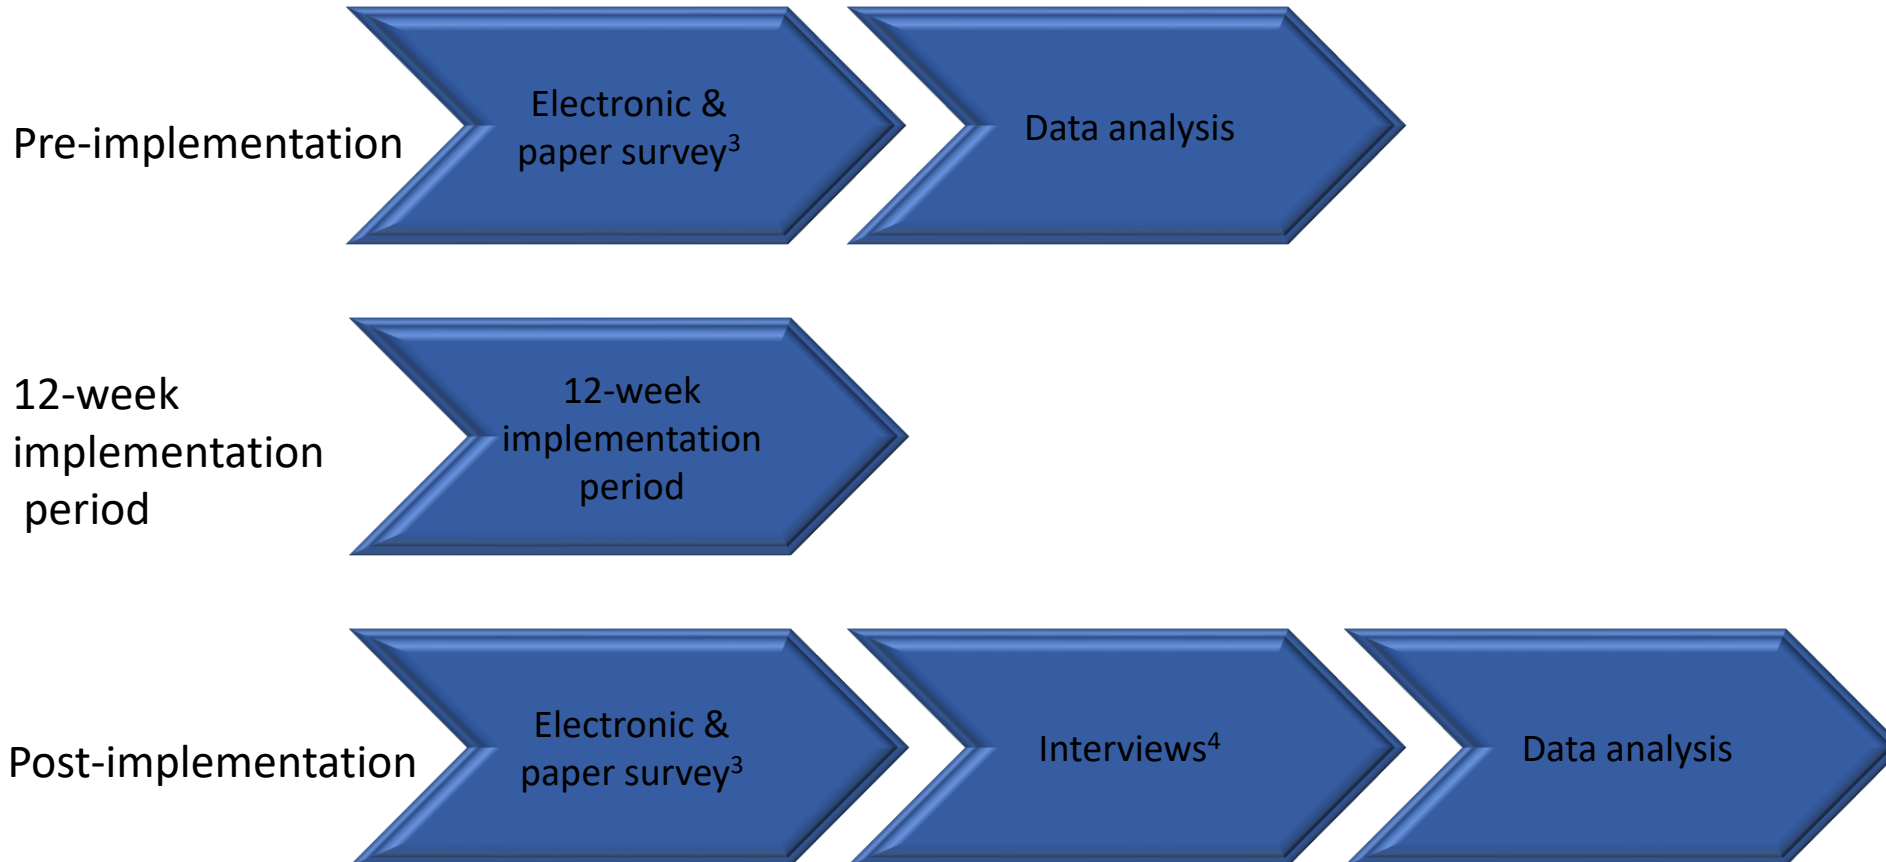 Pre-implementation
Electronic &
paper survey³
Data analysis
12-week
implementation
period
12-week
implementation
period
Post-implementation
Electronic &
paper survey³
Interviews⁴
Data analysis